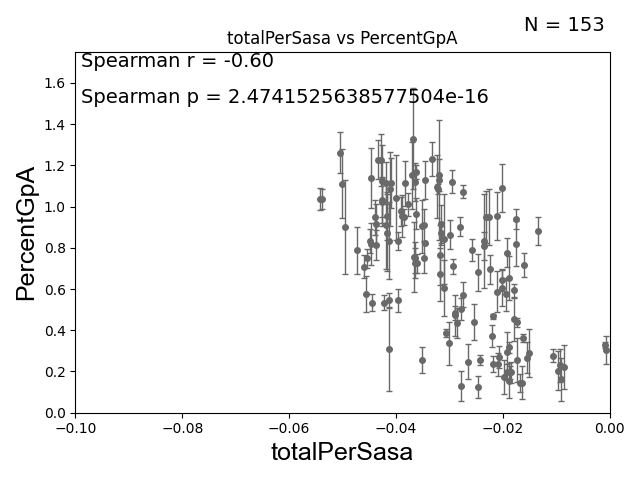 N = 153
totalPerSasa vs PercentGpA
Spearman r = -0.60
Spearman p = 2.4741525638577504e-16
PercentGpA
1.6
1.4
1.2
1.0
0.8
0.6
0.4
0.2
0.0
−0.10 −0.08 −0.06 −0.04 −0.02 0.00
totalPerSasa